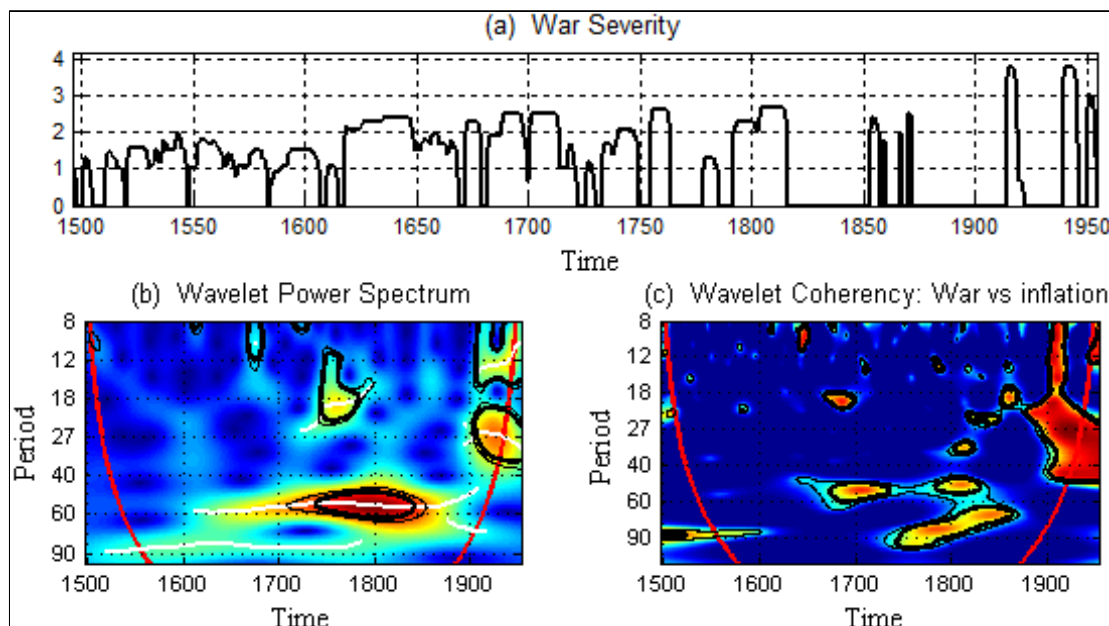 (a) War Severity
4
3
2
1
0
1500 1550 1600 1650 1700 1750 1800 1850 1900 1950
Time
(b) Wavelet Power Spectrum
Period
8
12
18
27
40
60
90
1500 1600 1700 1800 1900
Time
(c) Wavelet Coherency: War vs inflation
Period
8
12
18
27
40
60
90
1500 1600 1700 1800 1900
Time